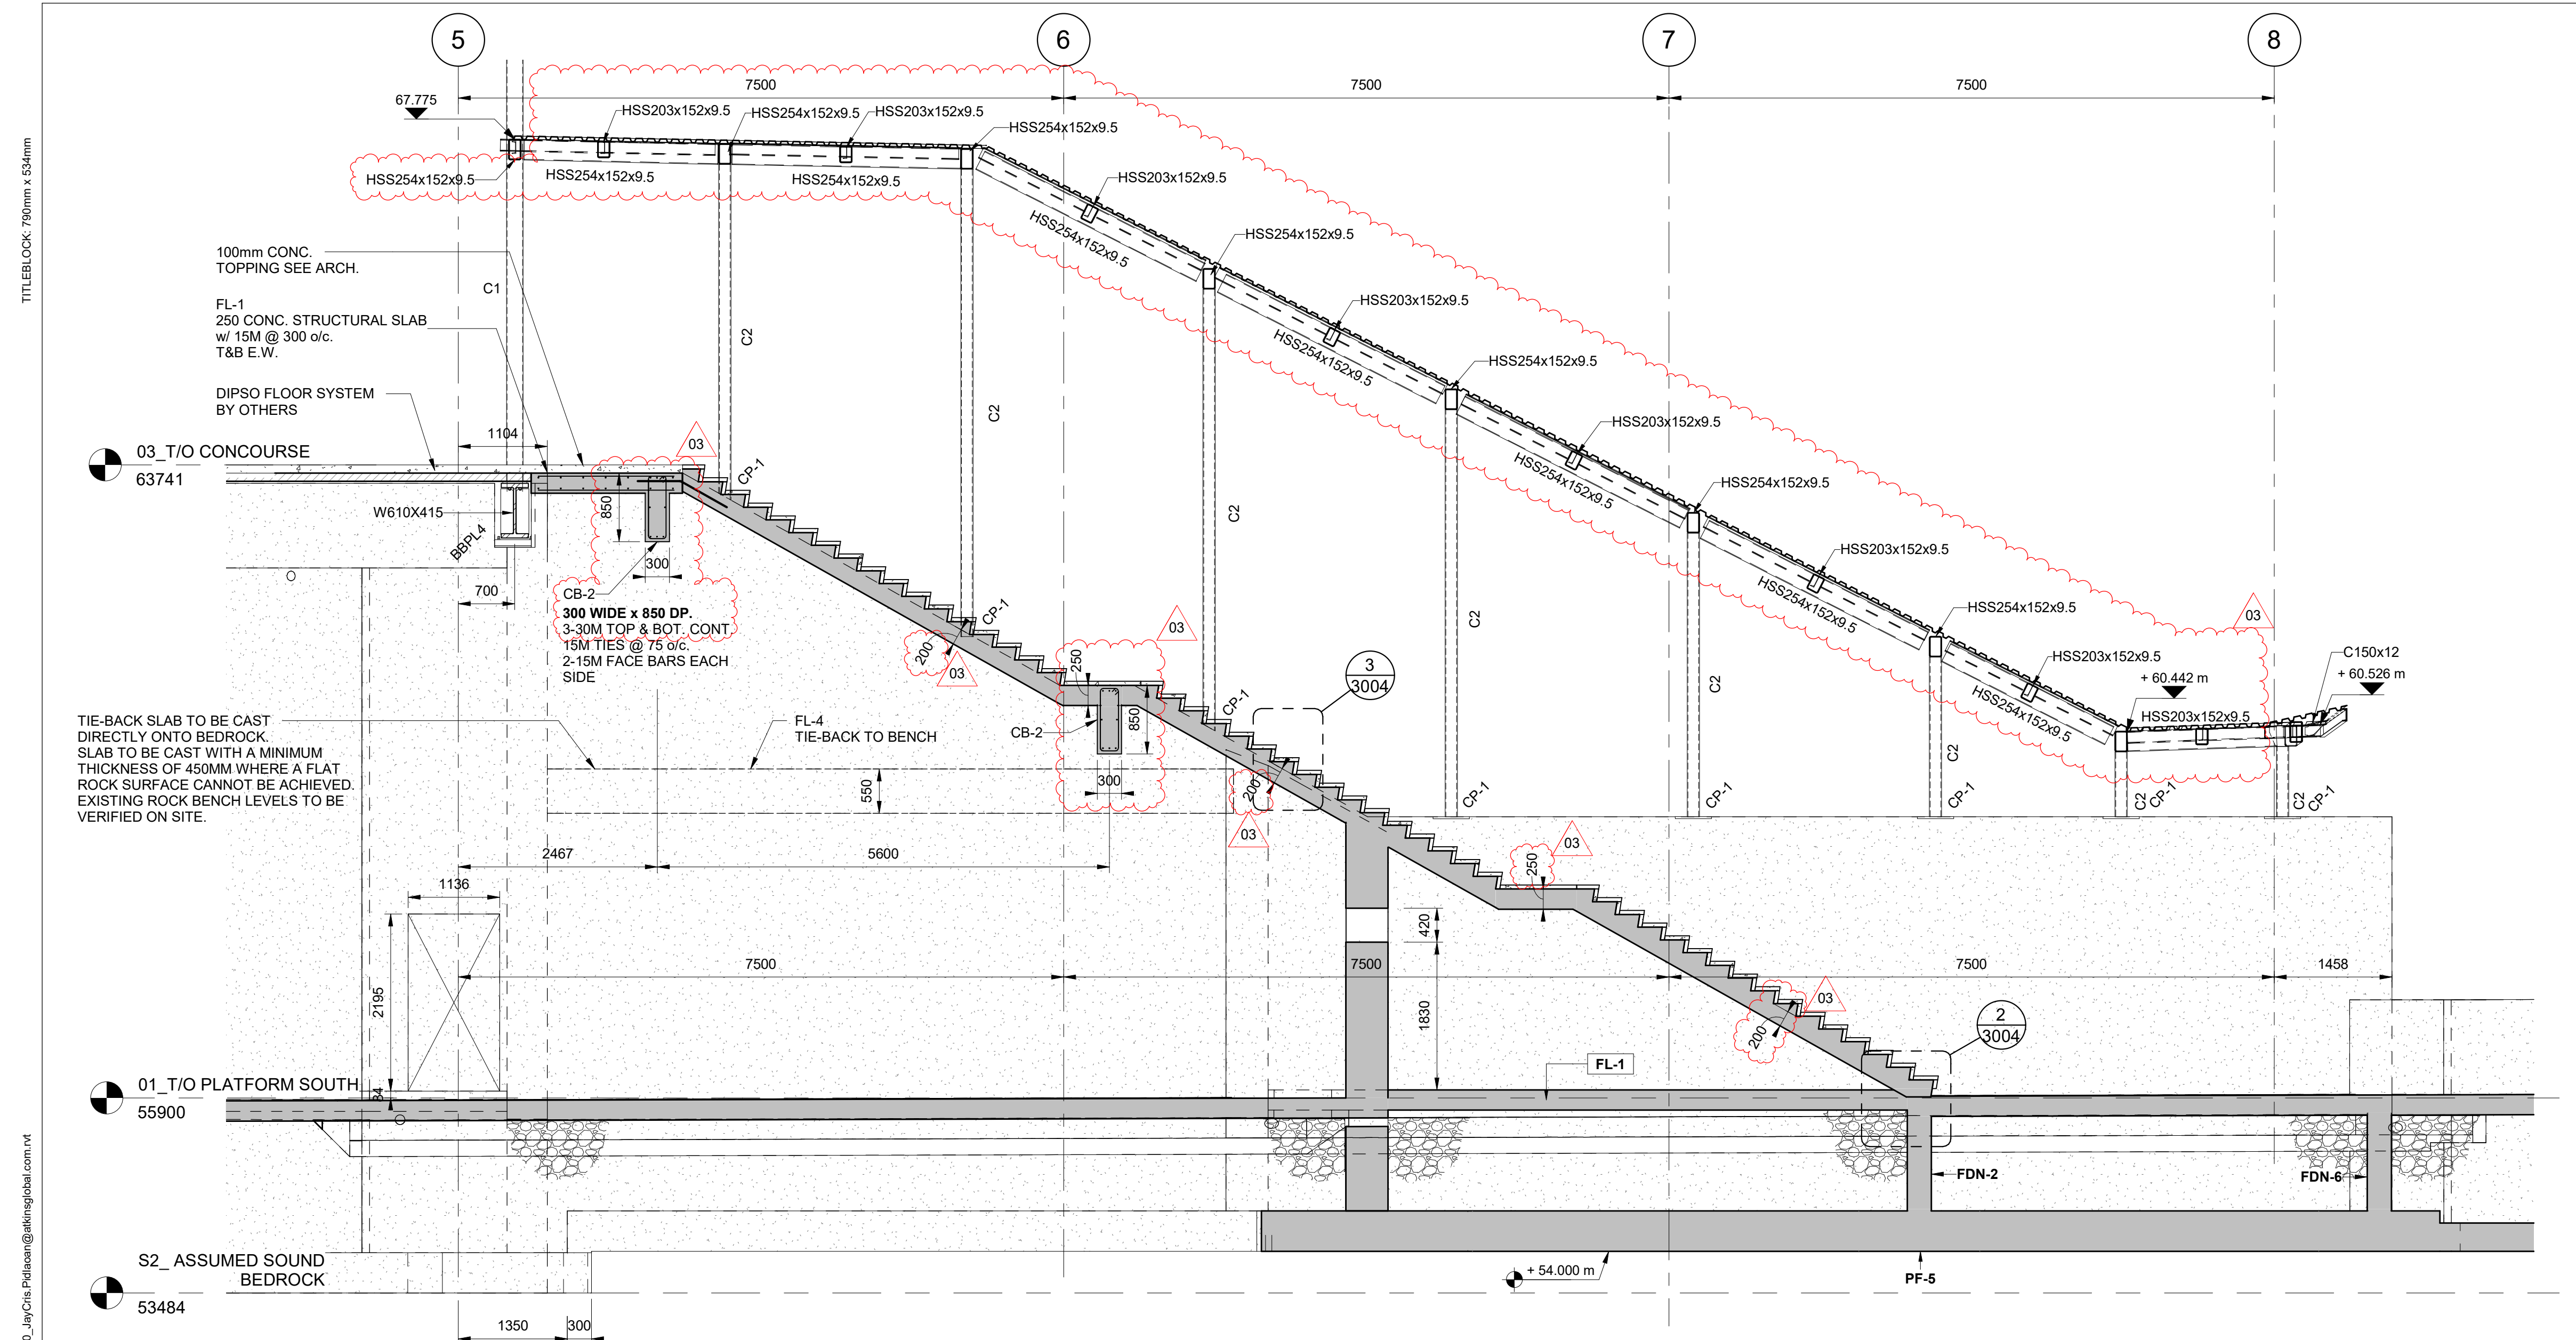 5
6
7
8
7500
7500
7500
67.775
HSS203x152x9.5
HSS254x152x9.5
HSS203x152x9.5
HSS254x152x9.5
HSS254x152x9.5
HSS254x152x9.5
HSS254x152x9.5
HSS203x152x9.5
HSS254x152x9.5
HSS254x152x9.5
HSS203x152x9.5
HSS254x152x9.5
HSS254x152x9.5
HSS203x152x9.5
HSS254x152x9.5
HSS254x152x9.5
HSS203x152x9.5
HSS254x152x9.5
HSS254x152x9.5
HSS203x152x9.5
HSS254x152x9.5
HSS203x152x9.5
C150x12
+ 60.442 m
+ 60.526 m
TITLEBLOCK: 790mm x 534mm
100mm CONC.
TOPPING SEE ARCH.
C1
C2
C2
C2
C2
C2
C2
C2
C2
FL-1
250 CONC. STRUCTURAL SLAB
w/ 15M @ 300 o/c.
T&B E.W.
DIPSO FLOOR SYSTEM
BY OTHERS
1104
03
03_T/O CONCOURSE
63741
CP-1
W610X415
BBPL4
850
300
700
CB-2
300 WIDE x 850 DP.
3-30M TOP & BOT. CONT.
15M TIES @ 75 o/c.
2-15M FACE BARS EACH
SIDE
CP-1
200
03
03
250
850
CB-2
300
CP-1
3
3004
200
03
03
CP-1
CP-1
CP-1
CP-1
CP-1
TIE-BACK SLAB TO BE CAST
DIRECTLY ONTO BEDROCK.
SLAB TO BE CAST WITH A MINIMUM
THICKNESS OF 450MM WHERE A FLAT
ROCK SURFACE CANNOT BE ACHIEVED.
EXISTING ROCK BENCH LEVELS TO BE
VERIFIED ON SITE.
FL-4
TIE-BACK TO BENCH
550
2467
5600
250
03
1136
2195
420
1830
7500
7500
7500
1458
200
03
2
3004
FL-1
01_T/O PLATFORM SOUTH
55900
84
FDN-2
FDN-6
S2_ ASSUMED SOUND
BEDROCK
53484
+ 54.000 m
PF-5
1350
300
0_JayCris.Pidlaoan@atkinsglobal.com.rvt